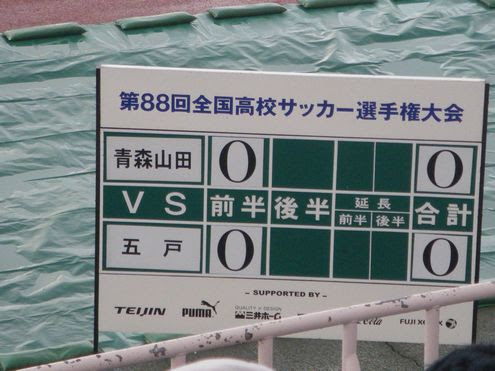 第88回全国高校サッカー選手権大会
青森山田 0 0
VS 前半 後半 延長 前半 後半 合計
五戸 0 0
– SUPPORTED BY –
TEIJIN PUMA QUALITY × DESIGN 三井ホーム FUJI XEROX